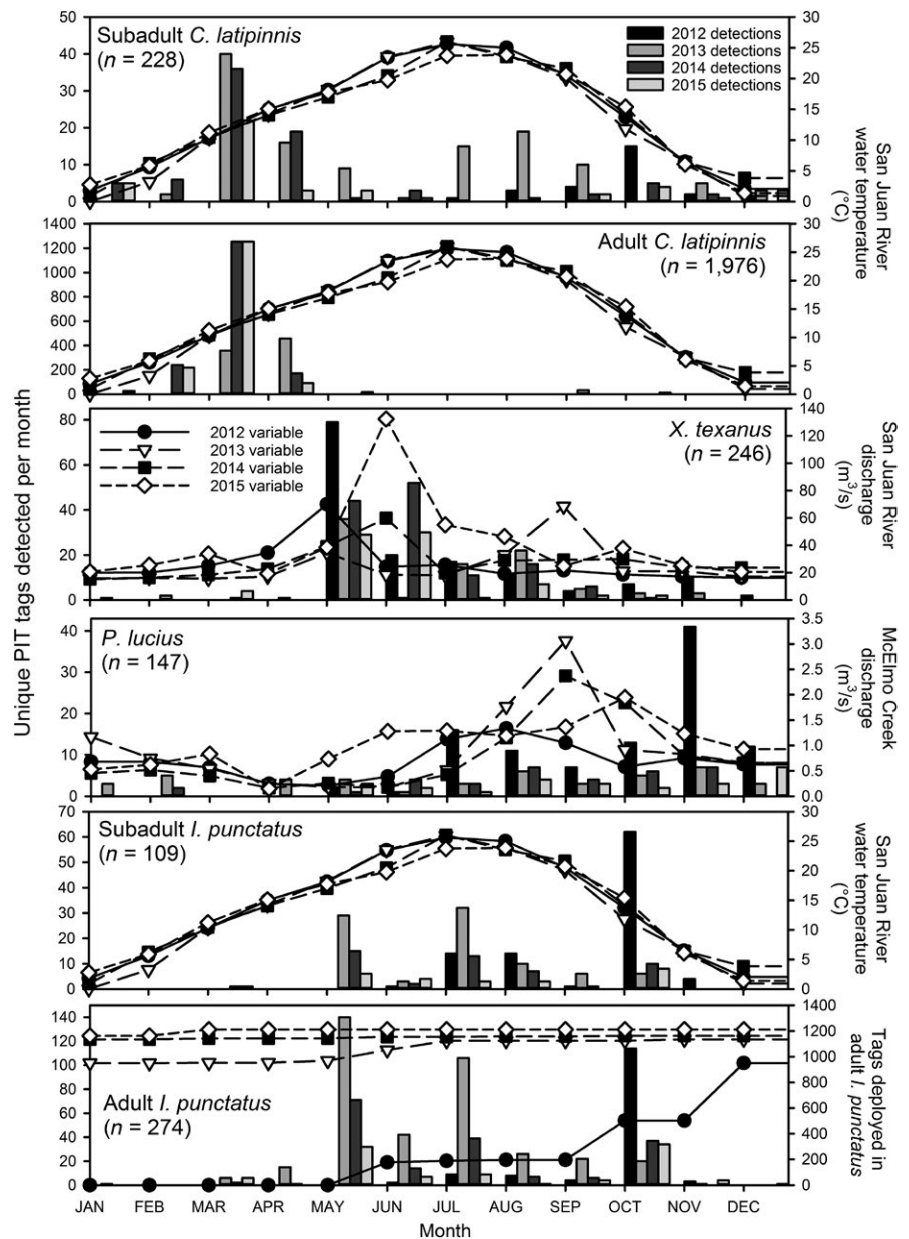 Unique PIT tags detected per month
Subadult C. latipinnis
(n = 228)
2012 detections
2013 detections
2014 detections
2015 detections
50
40
30
20
10
0
30
25
20
15
10
5
0
San Juan River
water temperature
(°C)
Adult C. latipinnis
(n = 1,976)
1400
1200
1000
800
600
400
200
0
30
25
20
15
10
5
0
2012 variable
2013 variable
2014 variable
2015 variable
X. texanus
(n = 246)
80
60
40
20
0
140
120
100
80
60
40
20
0
San Juan River
discharge
(m³/s)
P. lucius
(n = 147)
40
30
20
10
0
3.5
3.0
2.5
2.0
1.5
1.0
0.5
0.0
McElmo Creek
discharge
(m³/s)
Subadult I. punctatus
(n = 109)
70
60
50
40
30
20
10
0
30
25
20
15
10
5
0
San Juan River
water temperature
(°C)
Adult I. punctatus
(n = 274)
140
120
100
80
60
40
20
0
1400
1200
1000
800
600
400
200
0
Tags deployed in
adult I. punctatus
JAN FEB MAR APR MAY JUN JUL AUG SEP OCT NOV DEC
Month